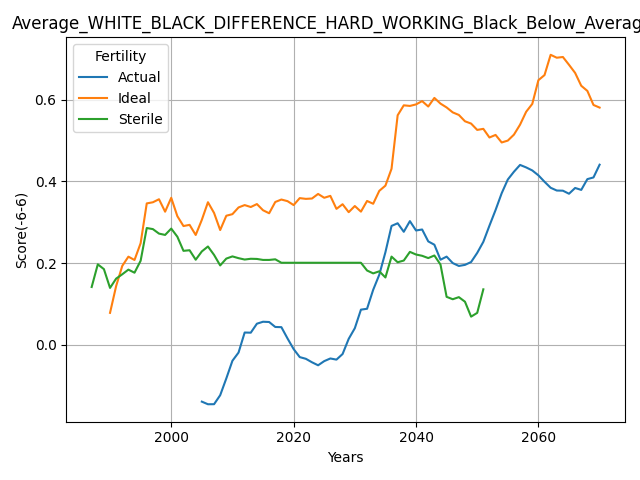 Average_WHITE_BLACK_DIFFERENCE_HARD_WORKING_Black_Below_Averag
Fertility
Actual
Ideal
Sterile
Score(-6-6)
0.6
0.4
0.2
0.0
2000 2020 2040 2060
Years